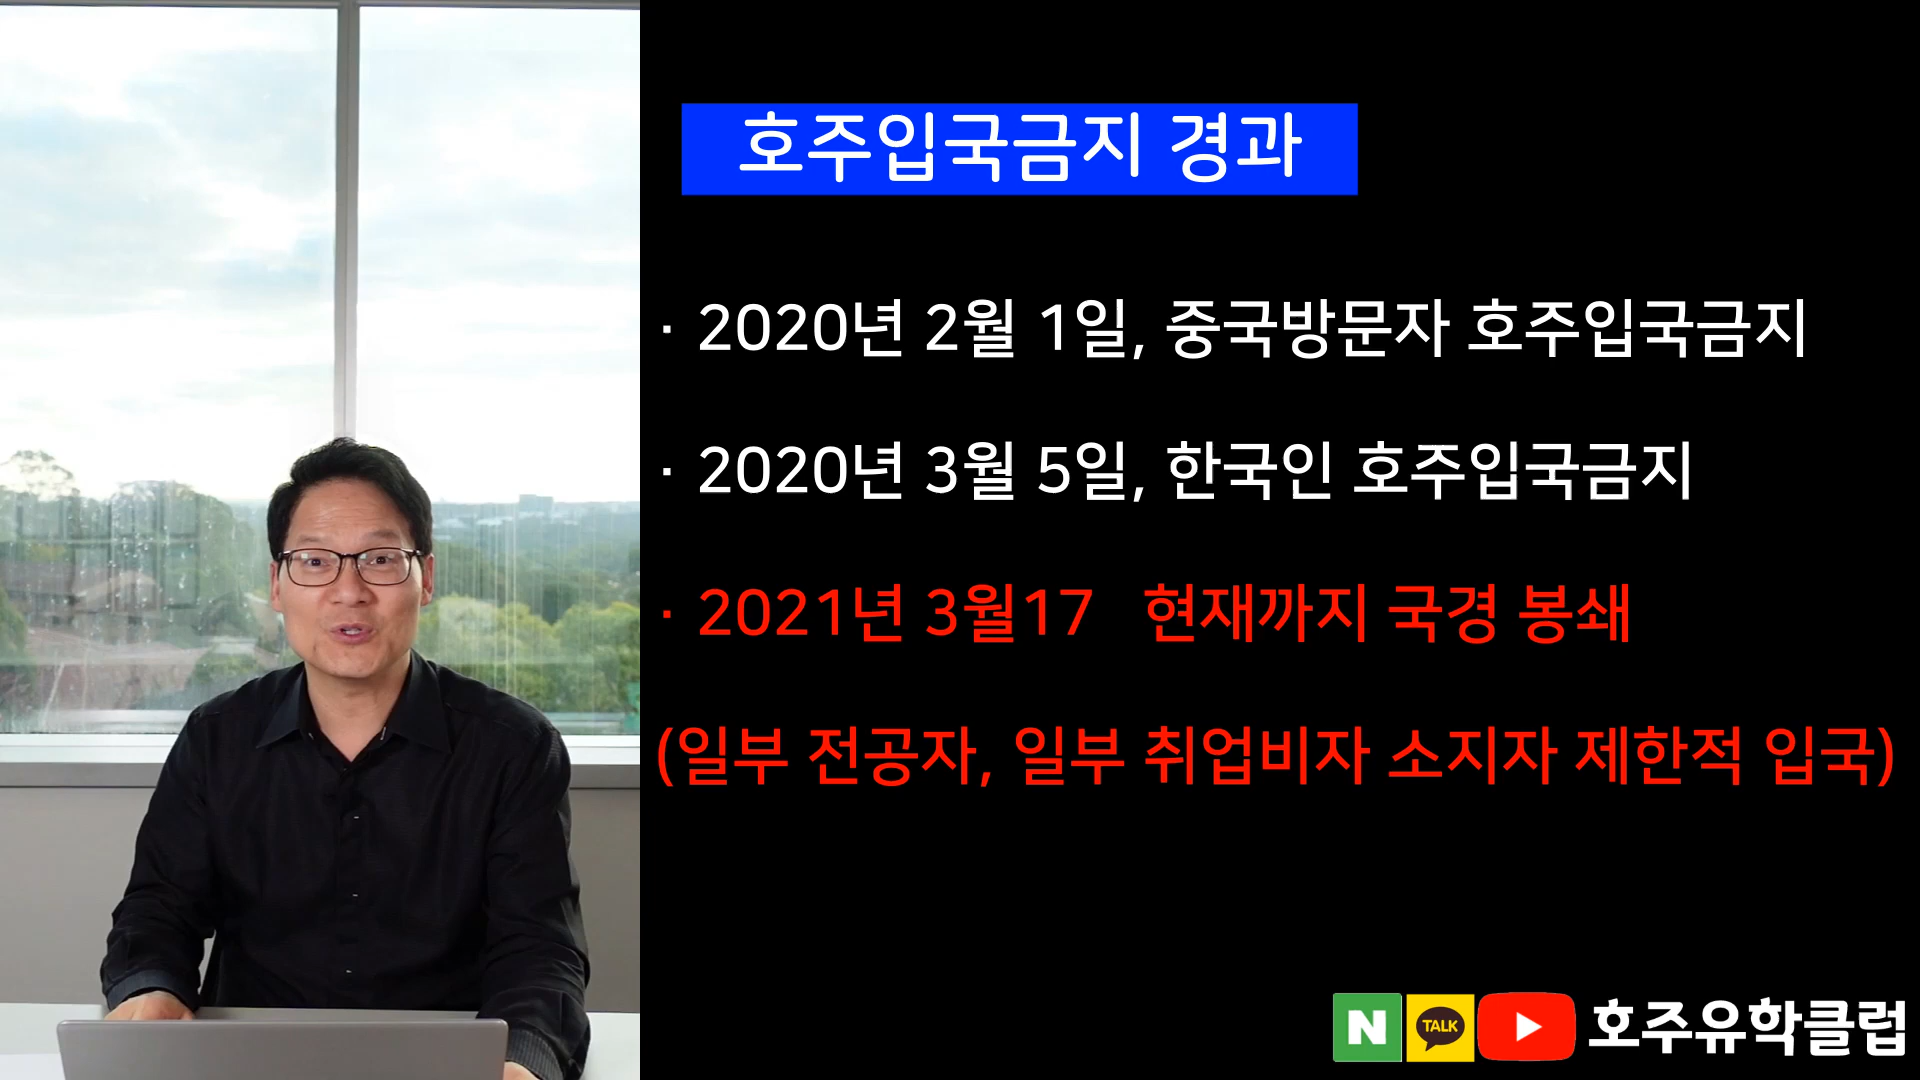 호주입국금지 경과
· 2020년 2월 1일, 중국방문자 호주입국금지
· 2020년 3월 5일, 한국인 호주입국금지
· 2021년 3월17 현재까지 국경 봉쇄
(일부 전공자, 일부 취업비자 소지자 제한적 입국)
N TALK 호주유학클럽